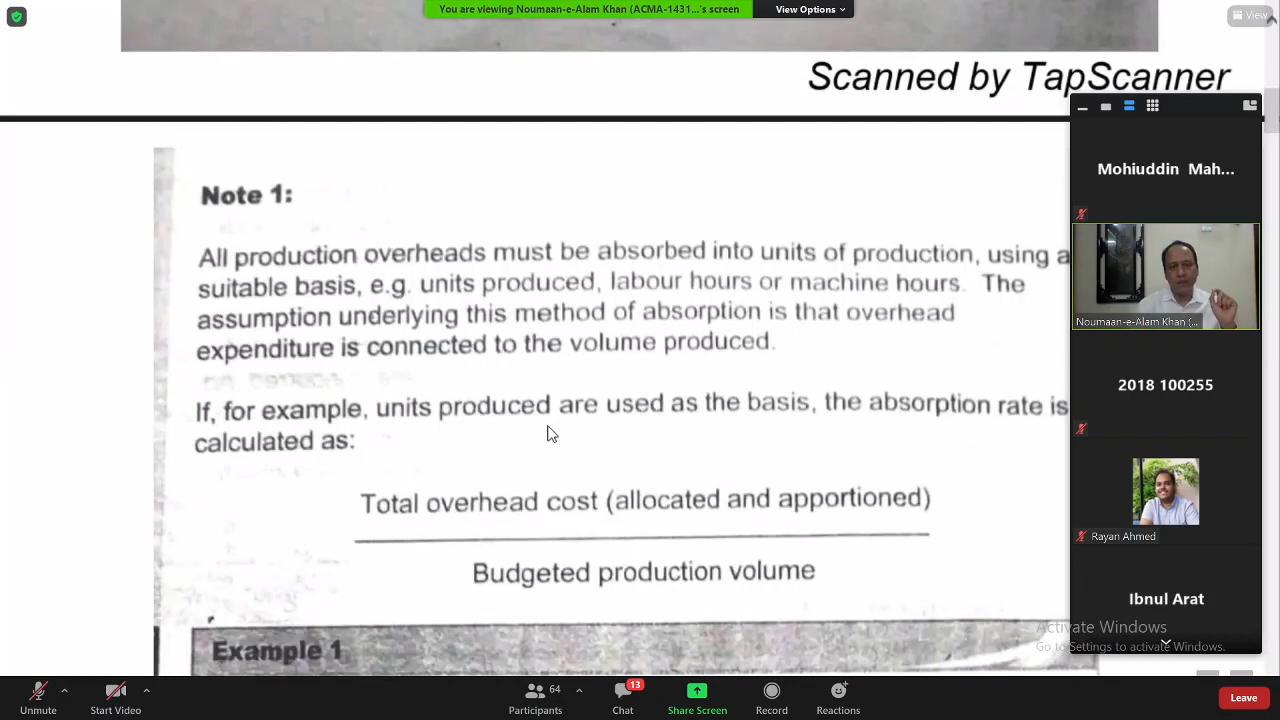 You are viewing Noumaan-e-Alam Khan (ACMA-1431...'s screen
View Options
View
Scanned by TapScanner
Note 1:
All production overheads must be absorbed into units of production, using a
suitable basis, e.g. units produced, labour hours or machine hours. The
assumption underlying this method of absorption is that overhead
expenditure is connected to the volume produced.
If, for example, units produced are used as the basis, the absorption rate is
calculated as:
Total overhead cost (allocated and apportioned)
Budgeted production volume
Example 1
Mohiuddin Mah...
Noumaan-e-Alam Khan (...
2018 100255
Rayan Ahmed
Ibnul Arat
Activate Windows
Go to Settings to activate Windows.
Unmute
Start Video
64
Participants
13
Chat
Share Screen
Record
Reactions
Leave